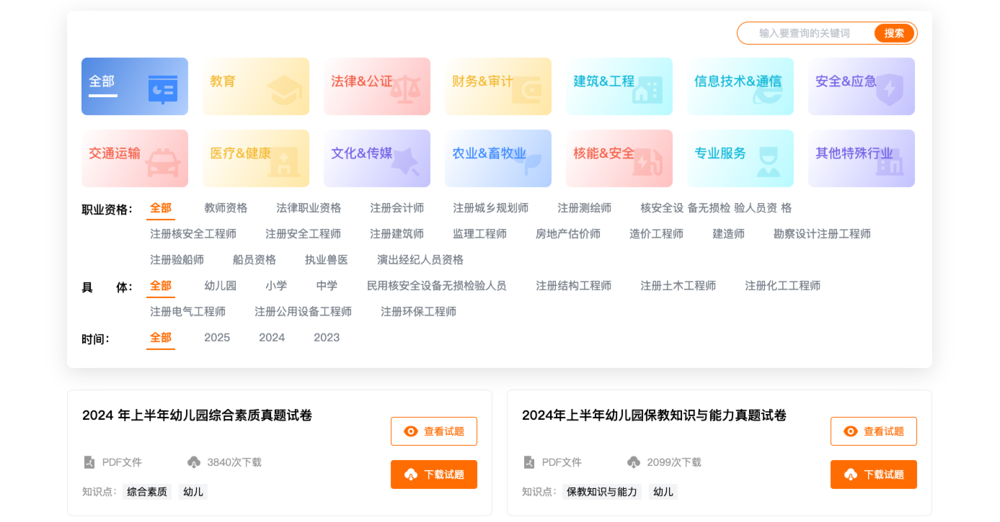 输入要查询的关键词 搜索
全部 教育 法律&公证 财务&审计 建筑&工程 信息技术&通信 安全&应急
交通运输 医疗&健康 文化&传媒 农业&畜牧业 核能&安全 专业服务 其他特殊行业
职业资格： 全部 教师资格 法律职业资格 注册会计师 注册城乡规划师 注册测绘师 核安全设 备无损检 验人员资 格
注册核安全工程师 注册安全工程师 注册建筑师 监理工程师 房地产估价师 造价工程师 建造师 勘察设计注册工程师
注册验船师 船员资格 执业兽医 演出经纪人员资格
具 体： 全部 幼儿园 小学 中学 民用核安全设备无损检验人员 注册结构工程师 注册土木工程师 注册化工工程师
注册电气工程师 注册公用设备工程师 注册环保工程师
时间： 全部 2025 2024 2023
2024 年上半年幼儿园综合素质真题试卷
查看试题
PDF文件 3840次下载
下载试题
知识点： 综合素质 幼儿
2024年上半年幼儿园保教知识与能力真题试卷
查看试题
PDF文件 2099次下载
下载试题
知识点： 保教知识与能力 幼儿